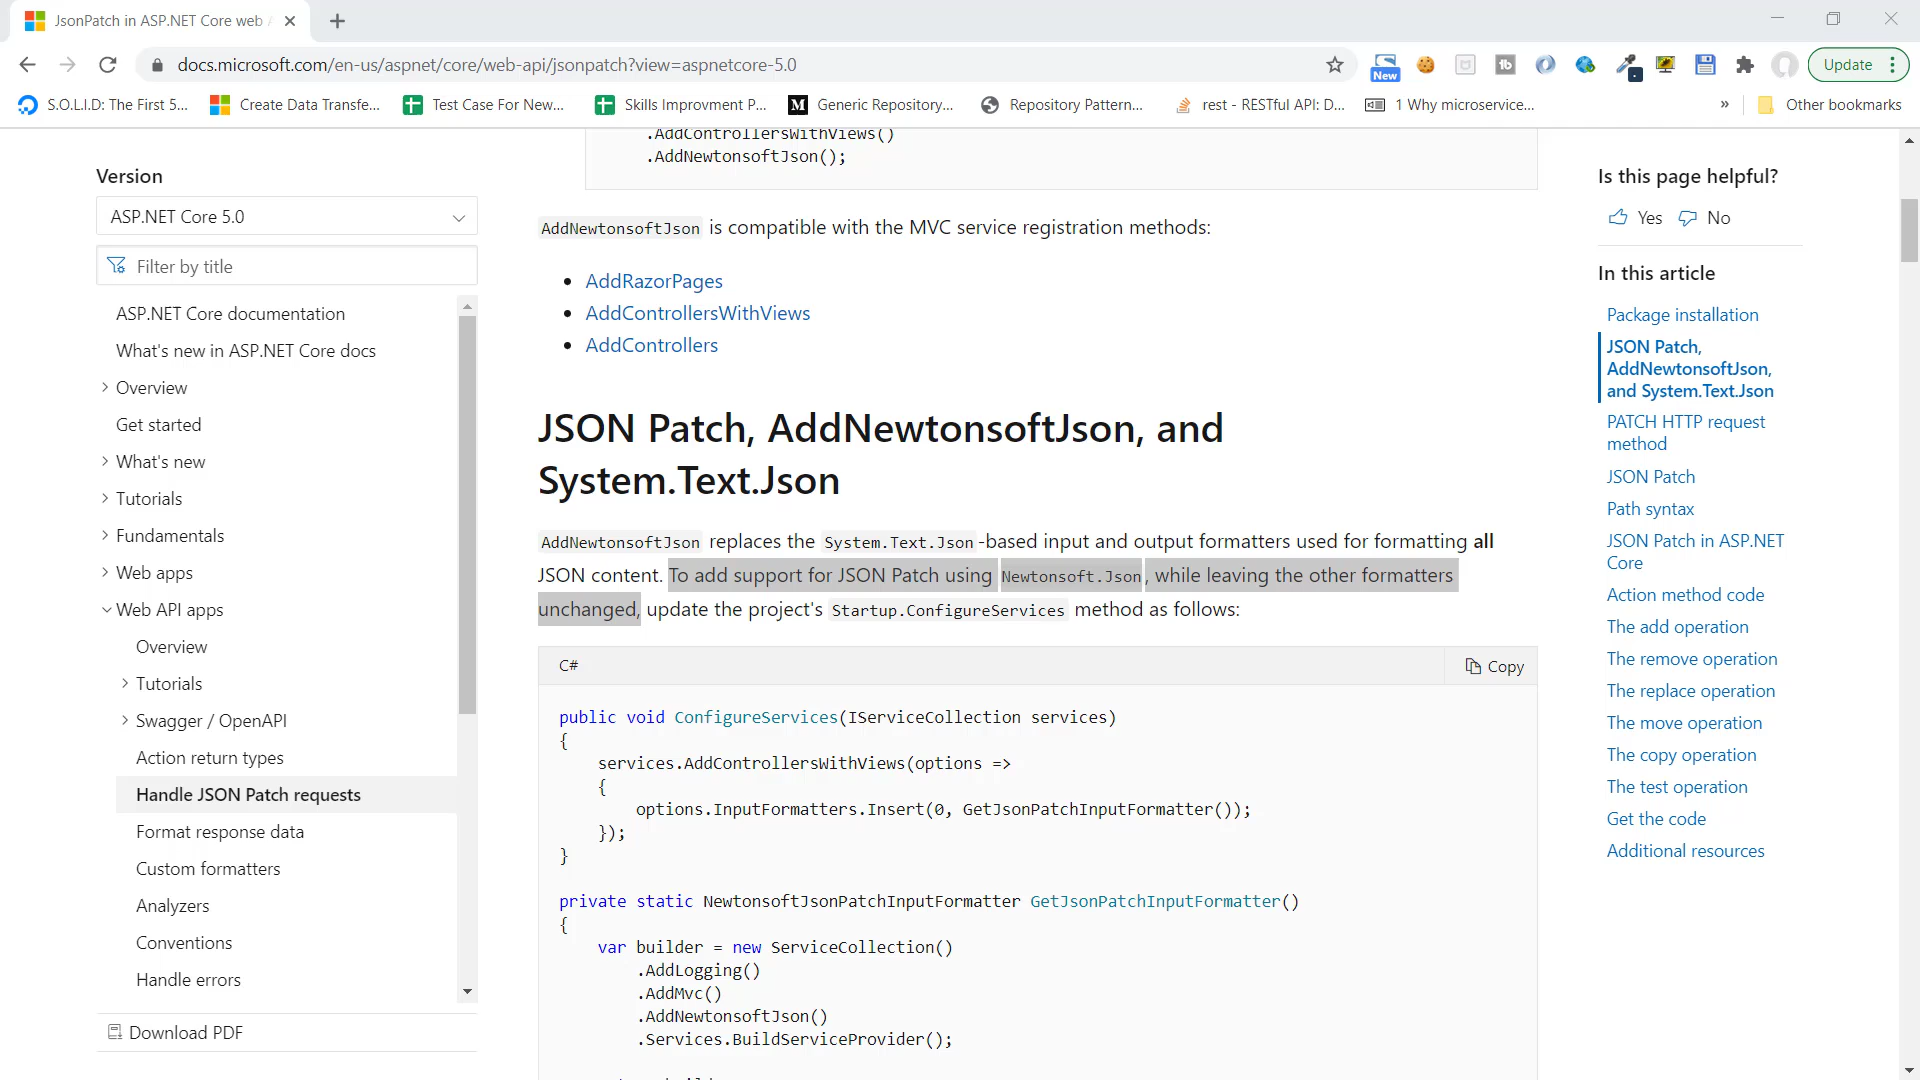 JsonPatch in ASP.NET Core web
docs.microsoft.com/en-us/aspnet/core/web-api/jsonpatch?view=aspnetcore-5.0
New
Update
S.O.L.I.D: The First 5...
Create Data Transfe...
Test Case For New...
Skills Improvment P...
Generic Repository...
Repository Pattern...
rest - RESTful API: D...
1 Why microservice...
»
Other bookmarks
Version
ASP.NET Core 5.0
Filter by title
ASP.NET Core documentation
What's new in ASP.NET Core docs
Overview
Get started
What's new
Tutorials
Fundamentals
Web apps
Web API apps
Overview
Tutorials
Swagger / OpenAPI
Action return types
Handle JSON Patch requests
Format response data
Custom formatters
Analyzers
Conventions
Handle errors
Download PDF
.AddControllersWithViews()
.AddNewtonsoftJson();
AddNewtonsoftJson is compatible with the MVC service registration methods:
• AddRazorPages
• AddControllersWithViews
• AddControllers
JSON Patch, AddNewtonsoftJson, and
System.Text.Json
AddNewtonsoftJson replaces the System.Text.Json-based input and output formatters used for formatting all
JSON content. To add support for JSON Patch using Newtonsoft.Json, while leaving the other formatters
unchanged, update the project's Startup.ConfigureServices method as follows:
C#
Copy
public void ConfigureServices(IServiceCollection services)
{
services.AddControllersWithViews(options =>
{
options.InputFormatters.Insert(0, GetJsonPatchInputFormatter());
});
}
private static NewtonsoftJsonPatchInputFormatter GetJsonPatchInputFormatter()
{
var builder = new ServiceCollection()
.AddLogging()
.AddMvc()
.AddNewtonsoftJson()
.Services.BuildServiceProvider();
Is this page helpful?
Yes No
In this article
Package installation
JSON Patch,
AddNewtonsoftJson,
and System.Text.Json
PATCH HTTP request
method
JSON Patch
Path syntax
JSON Patch in ASP.NET
Core
Action method code
The add operation
The remove operation
The replace operation
The move operation
The copy operation
The test operation
Get the code
Additional resources